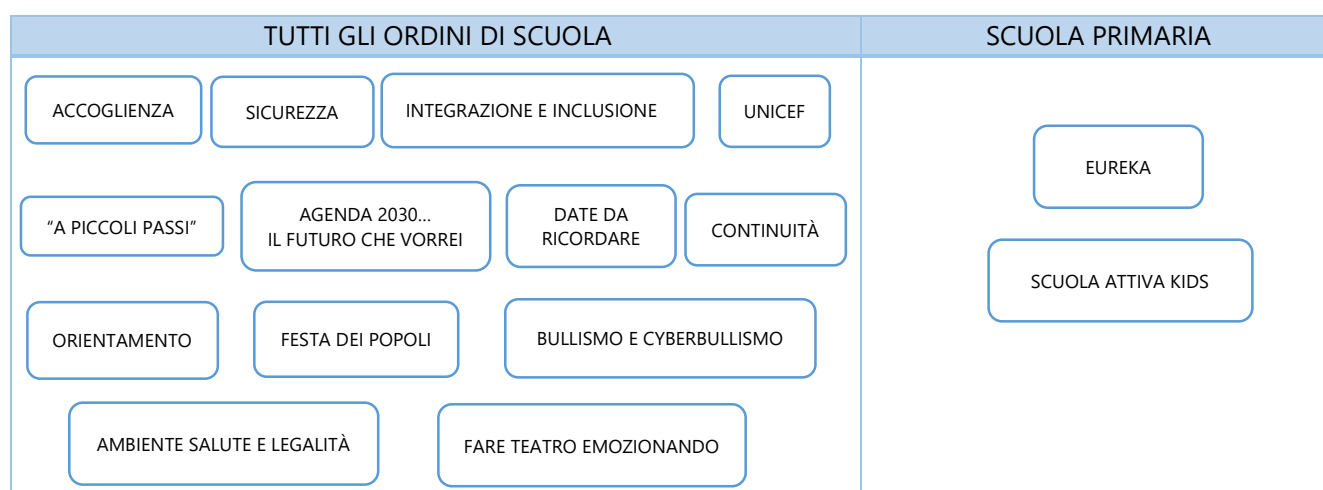 TUTTI GLI ORDINI DI SCUOLA
ACCOGLIENZA
SICUREZZA
INTEGRAZIONE E INCLUSIONE
UNICEF
“A PICCOLI PASSI”
AGENDA 2030…
IL FUTURO CHE VORREI
DATE DA
RICORDARE
CONTINUITÀ
ORIENTAMENTO
FESTA DEI POPOLI
BULLISMO E CYBERBULLISMO
AMBIENTE SALUTE E LEGALITÀ
FARE TEATRO EMOZIONANDO
SCUOLA PRIMARIA
EUREKA
SCUOLA ATTIVA KIDS